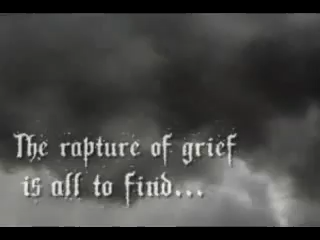 The rapture of grief
is all to find...